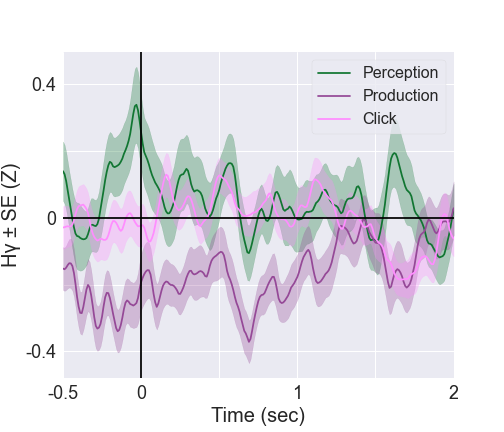 Perception
Production
Click
0.4
0
-0.4
Hγ ± SE (Z)
-0.5
0
1
2
Time (sec)